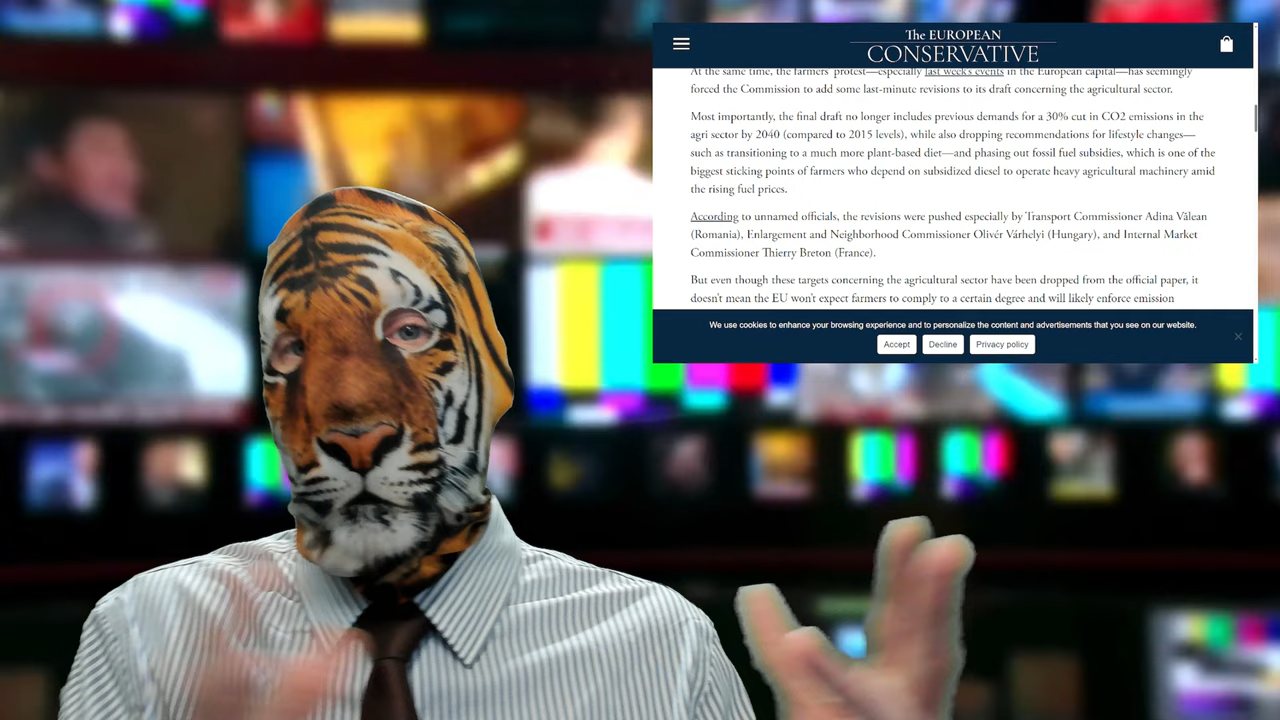 The EUROPEAN
CONSERVATIVE
At the same time, the farmers' protest—especially last week's events in the European capital—has seemingly
forced the Commission to add some last-minute revisions to its draft concerning the agricultural sector.
Most importantly, the final draft no longer includes previous demands for a 30% cut in CO2 emissions in the
agri sector by 2040 (compared to 2015 levels), while also dropping recommendations for lifestyle changes—
such as transitioning to a much more plant-based diet—and phasing out fossil fuel subsidies, which is one of the
biggest sticking points of farmers who depend on subsidized diesel to operate heavy agricultural machinery amid
the rising fuel prices.
According to unnamed officials, the revisions were pushed especially by Transport Commissioner Adina Vălean
(Romania), Enlargement and Neighborhood Commissioner Olivér Várhelyi (Hungary), and Internal Market
Commissioner Thierry Breton (France).
But even though these targets concerning the agricultural sector have been dropped from the official paper, it
doesn't mean the EU won't expect farmers to comply to a certain degree and will likely enforce emission
We use cookies to enhance your browsing experience and to personalize the content and advertisements that you see on our website.
Accept Decline Privacy policy